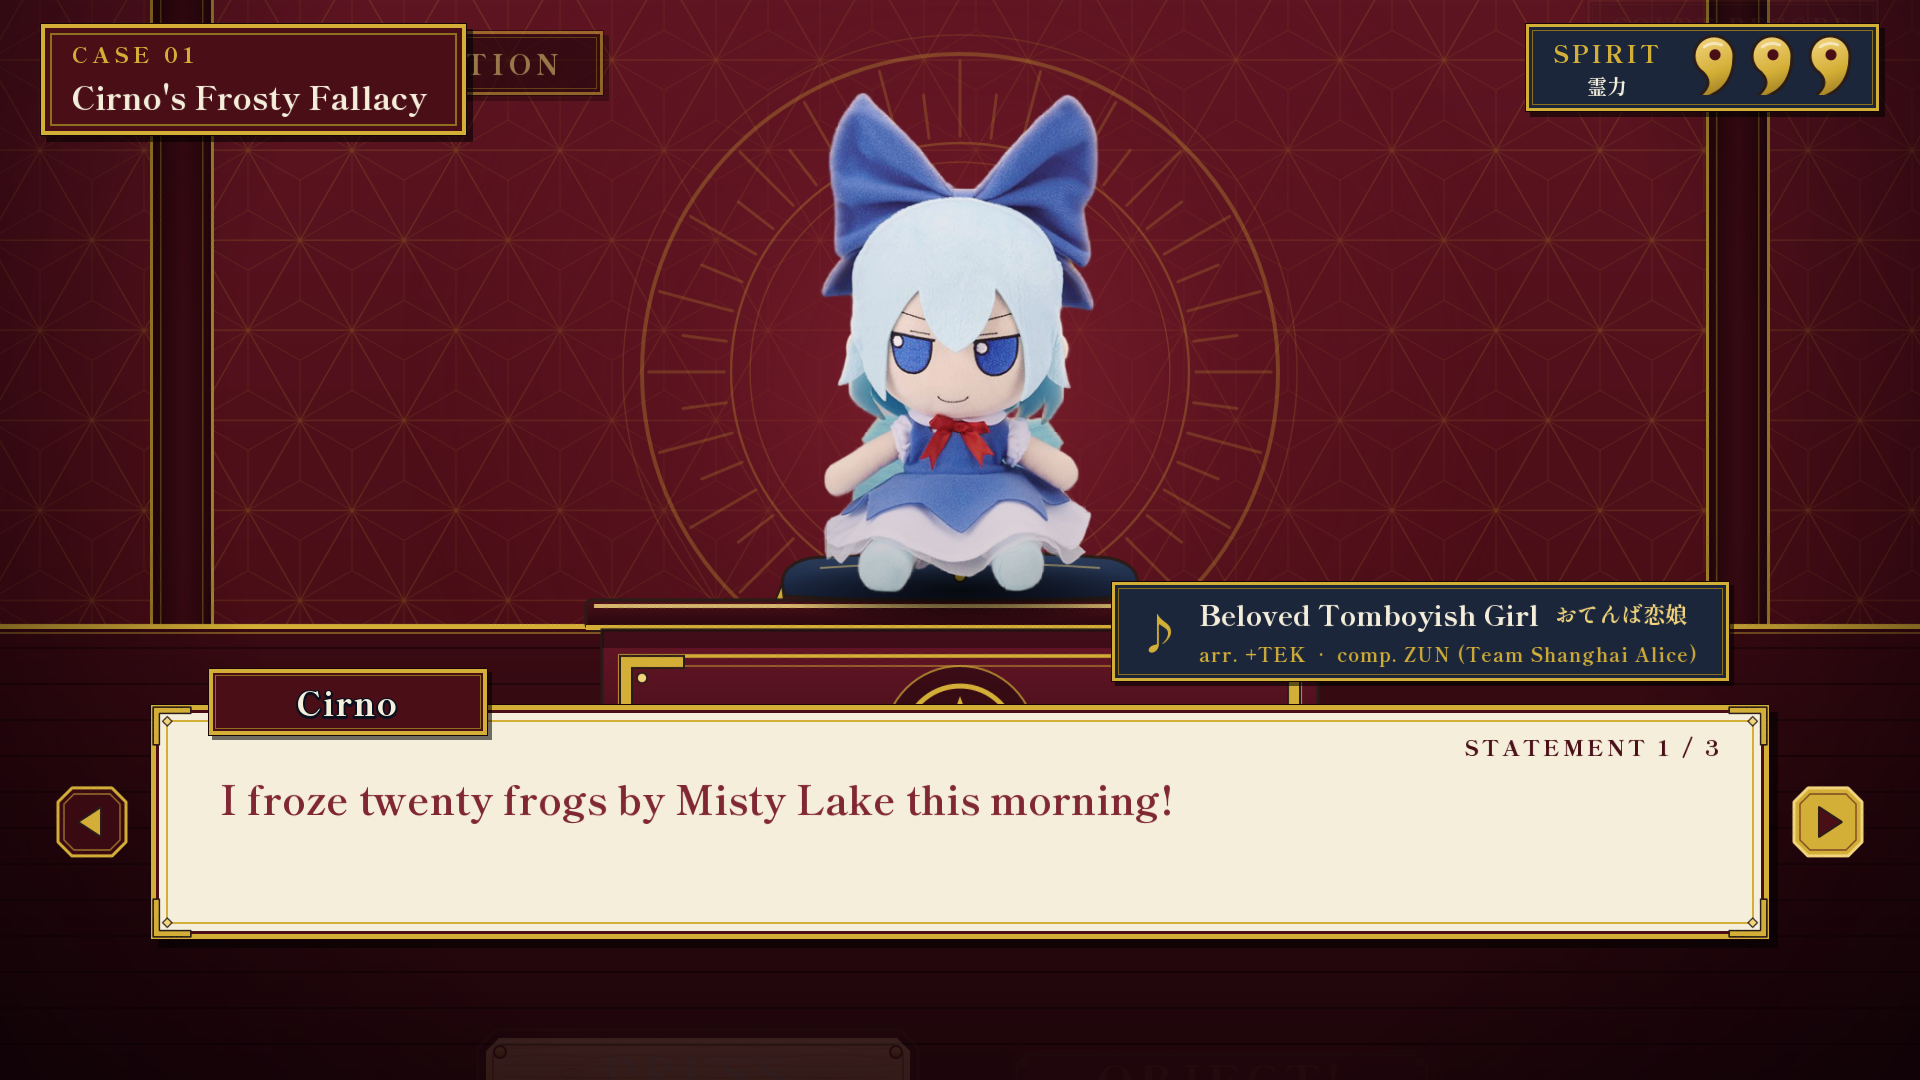 CASE 01
Cirno's Frosty Fallacy
TION
SPIRIT
霊力
Beloved Tomboyish Girl おてんば恋娘
arr. +TEK · comp. ZUN (Team Shanghai Alice)
Cirno
STATEMENT 1 / 3
I froze twenty frogs by Misty Lake this morning!
OBJECT!